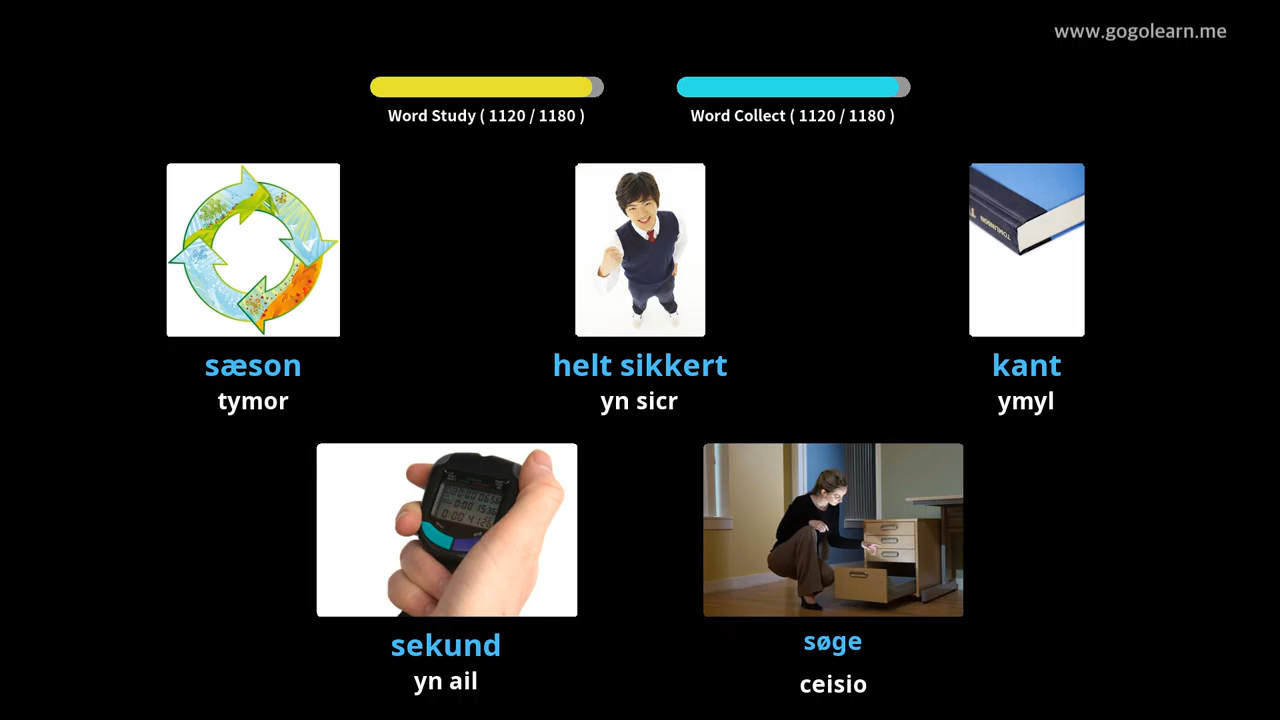 www.gogolearn.me
Word Study ( 1120 / 1180 )
Word Collect ( 1120 / 1180 )
sæson
tymor
helt sikkert
yn sicr
kant
ymyl
TOMLINSON
sekund
yn ail
søge
ceisio